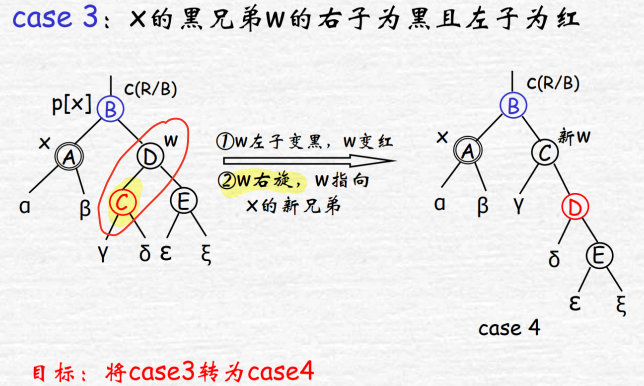 case 3：x的黑兄弟w的右子为黑且左子为红
p[x] B c(R/B)
x A D w
C E
α β γ δ ε ξ
①w左子变黑，w变红
②w右旋，w指向
x的新兄弟
B c(R/B)
x A C 新w
α β γ D
δ E
ε ξ
case 4
目标：将case3转为case4